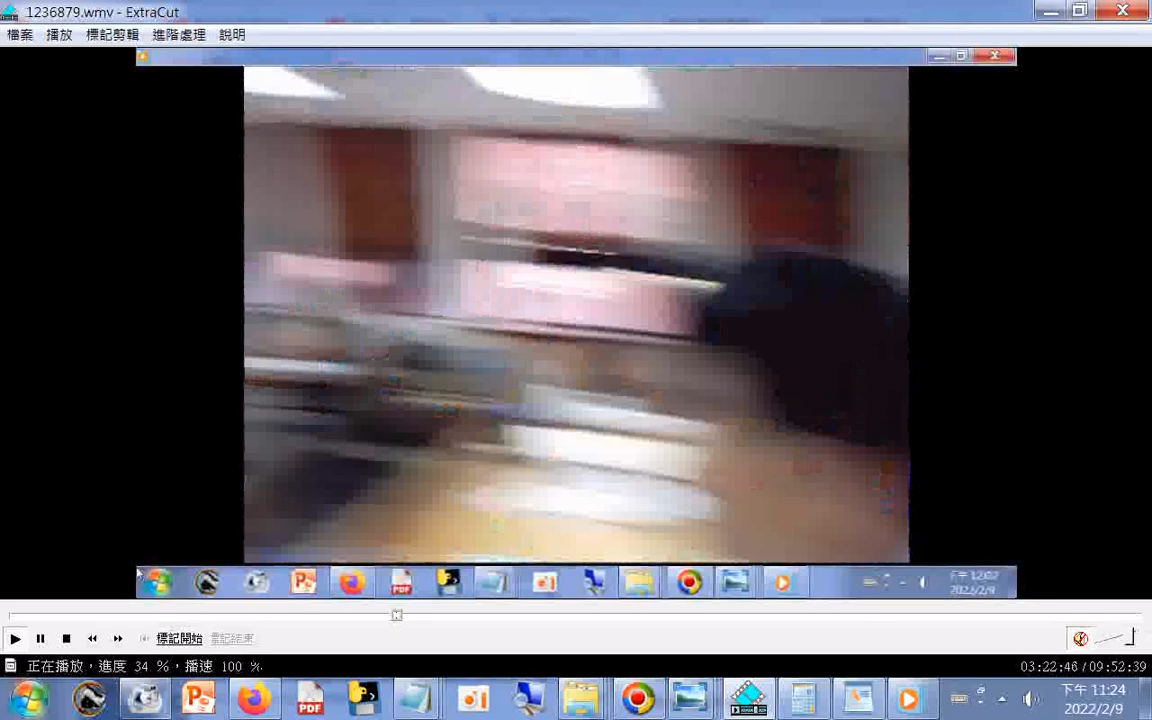 1236879.wmv - ExtraCut
檔案 播放 標記剪輯 進階處理 說明
PDF
下午 12:02
2022/2/9
標記開始 標記結束
正在播放，進度 34 %，播速 100 %.
03:22:46 / 09:52:39
PDF
下午 11:24
2022/2/9